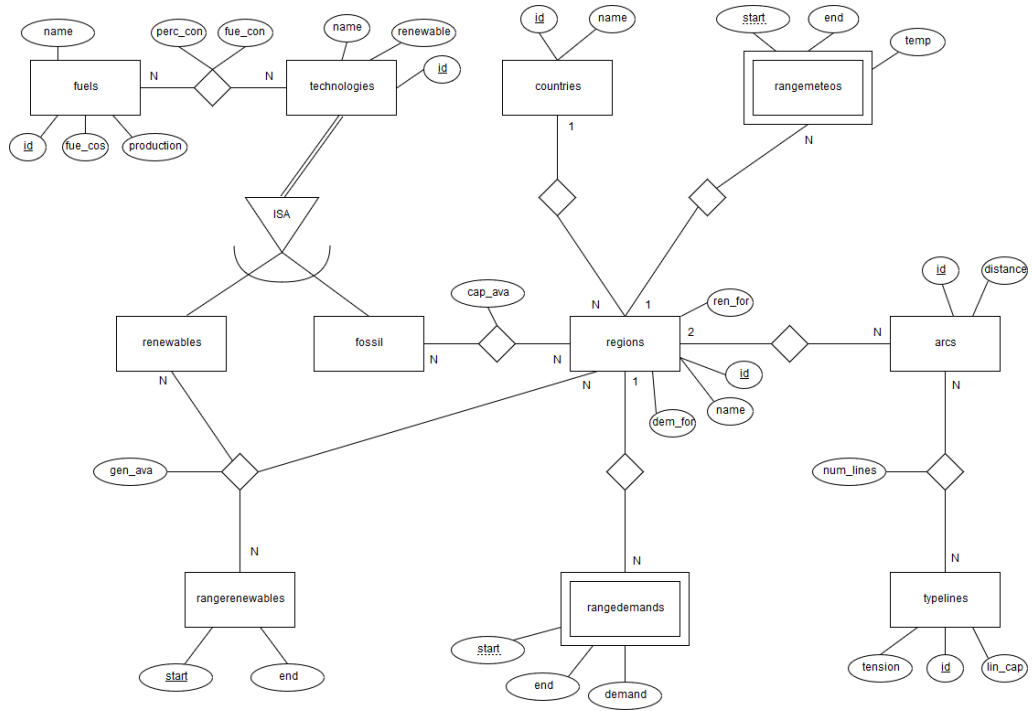 id
name
start
end
name
perc_con
fue_con
name
renewable
temp
id
fuels
N
N
technologies
countries
rangemeteos
id
fue_cos
production
1
N
ISA
id
distance
cap_ava
N
1
ren_for
2
N
renewables
fossil
N
N
regions
arcs
id
N
N
1
N
name
dem_for
gen_ava
num_lines
N
N
N
rangerenewables
rangedemands
typelines
start
start
end
end
demand
tension
id
lin_cap